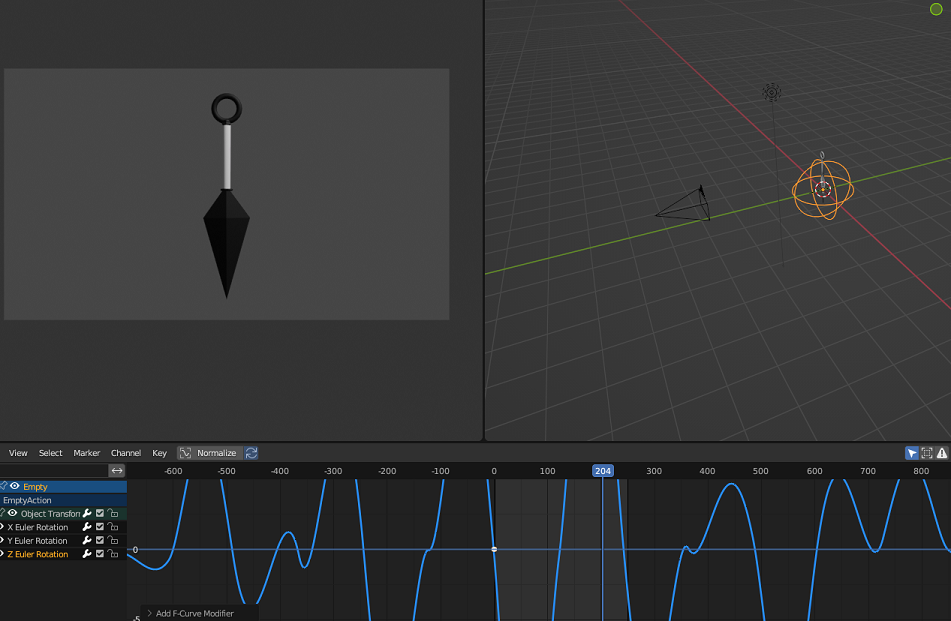 View Select Marker Channel Key Normalize
-600 -500 -400 -300 -200 -100 0 100 204 300 400 500 600 700 800
Empty
EmptyAction
Object Transfon
X Euler Rotation
Y Euler Rotation
Z Euler Rotation
0
Add F-Curve Modifier
-5